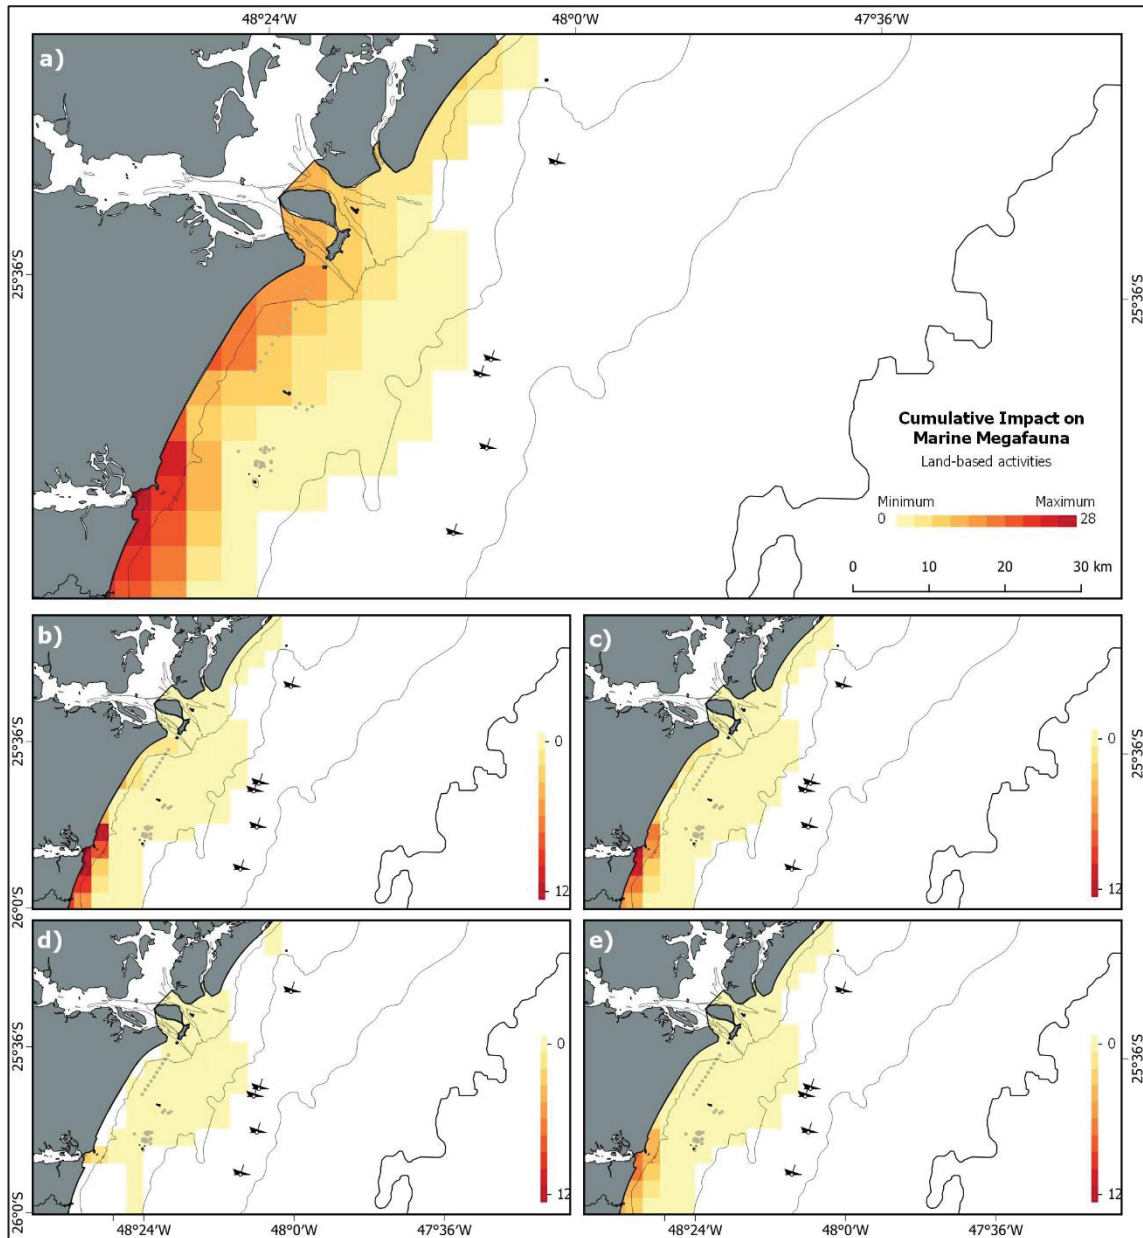 48°24'W 48°0'W 47°36'W
a)
25°36'S
25°36'S
Cumulative Impact on
Marine Megafauna
Land-based activities
Minimum Maximum
0 28
0 10 20 30 km
b)
25°36'S
26°0'S
0
12
c)
25°36'S
0
12
d)
25°36'S
26°0'S
0
12
48°24'W 48°0'W 47°36'W
e)
25°36'S
0
12
48°24'W 48°0'W 47°36'W